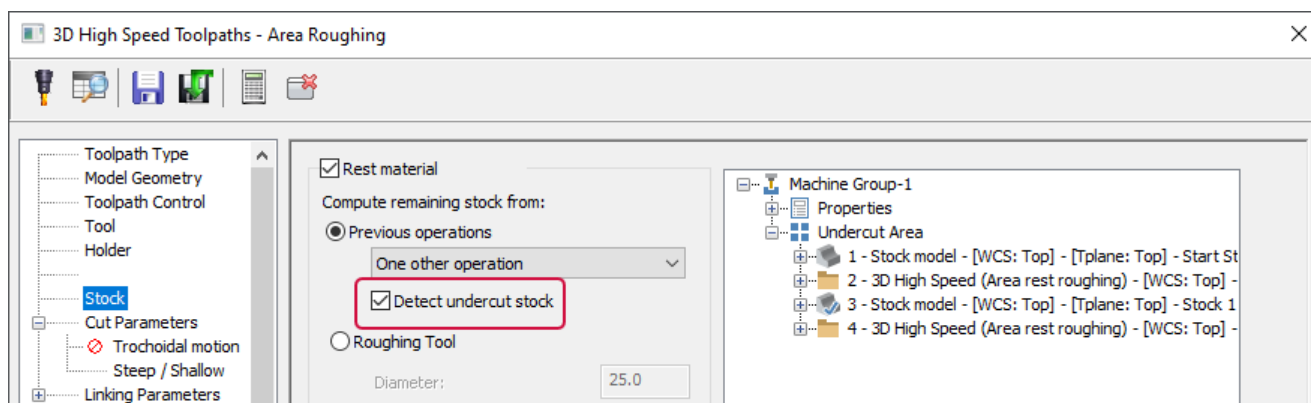 3D High Speed Toolpaths - Area Roughing
Toolpath Type
Model Geometry
Toolpath Control
Tool
Holder
Stock
Cut Parameters
Trochoidal motion
Steep / Shallow
Linking Parameters
Rest material
Compute remaining stock from:
Previous operations
One other operation
Detect undercut stock
Roughing Tool
Diameter: 25.0
Machine Group-1
Properties
Undercut Area
1 - Stock model - [WCS: Top] - [Tplane: Top] - Start St
2 - 3D High Speed (Area rest roughing) - [WCS: Top] -
3 - Stock model - [WCS: Top] - [Tplane: Top] - Stock 1
4 - 3D High Speed (Area rest roughing) - [WCS: Top] -